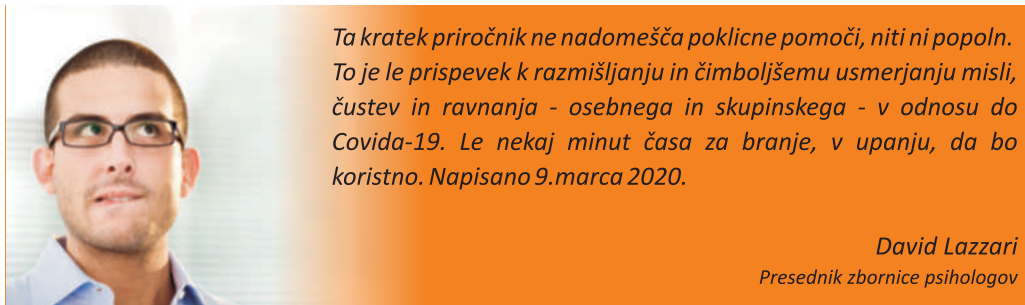 Ta kratek priročnik ne nadomešča poklicne pomoči, niti ni popoln.
To je le prispevek k razmišljanju in čimboljšemu usmerjanju misli,
čustev in ravnanja - osebnega in skupinskega - v odnosu do
Covida-19. Le nekaj minut časa za branje, v upanju, da bo
koristno. Napisano 9.marca 2020.
David Lazzari
Presednik zbornice psihologov